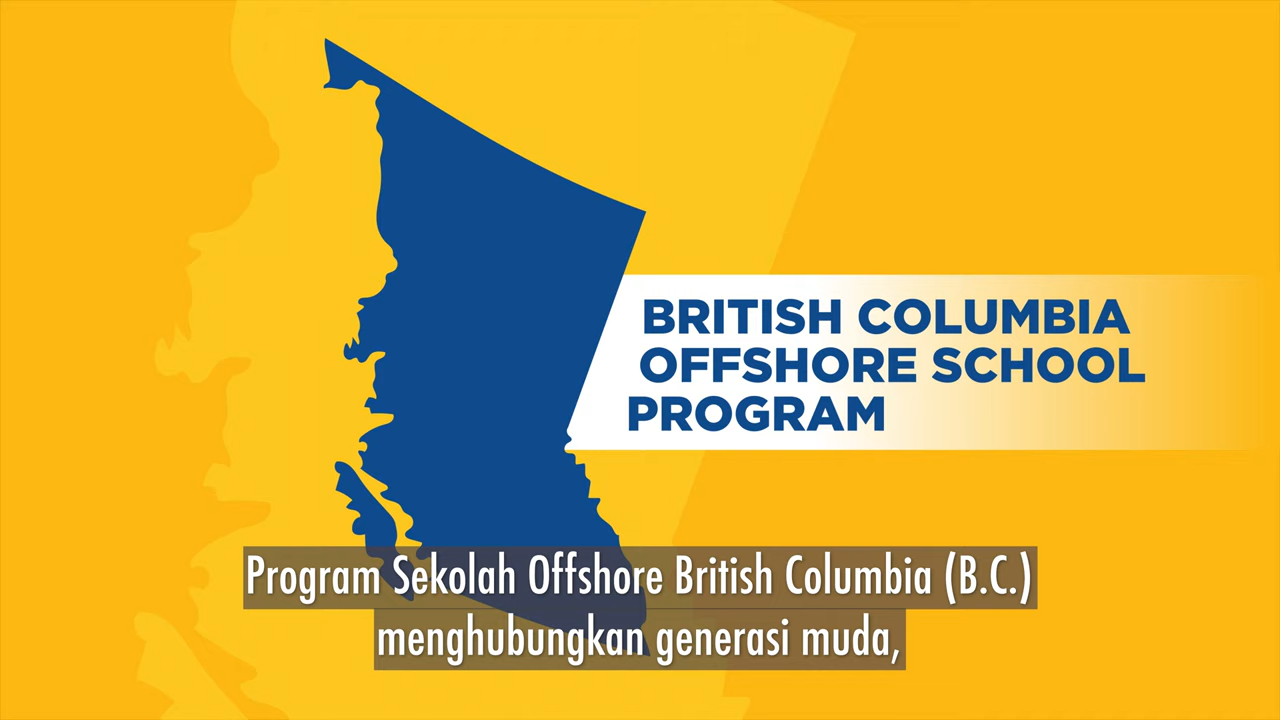 BRITISH COLUMBIA
OFFSHORE SCHOOL
PROGRAM
Program Sekolah Offshore British Columbia (B.C.)
menghubungkan generasi muda,